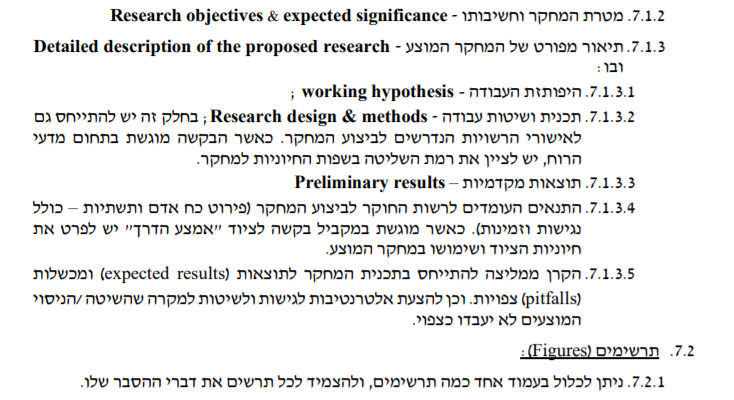 7.1.2. מטרת המחקר וחשיבותו - Research objectives & expected significance
7.1.3. תיאור מפורט של המחקר המוצע - Detailed description of the proposed research
ובו:
7.1.3.1. היפותזת העבודה - working hypothesis ;
7.1.3.2. תכנית ושיטות עבודה - Research design & methods ; בחלק זה יש להתייחס גם
לאישורי הרשויות הנדרשים לביצוע המחקר. כאשר הבקשה מוגשת בתחום מדעי
הרוח, יש לציין את רמת השליטה בשפות החיוניות למחקר.
7.1.3.3. תוצאות מקדמיות – Preliminary results
7.1.3.4. התנאים העומדים לרשות החוקר לביצוע המחקר (פירוט כח אדם ותשתיות – כולל
נגישות וזמינות). כאשר מוגשת במקביל בקשה לציוד "אמצע הדרך" יש לפרט את
חיוניות הציוד ושימושו במחקר המוצע.
7.1.3.5. הקרן ממליצה להתייחס בתכנית המחקר לתוצאות (expected results) ומכשלות
(pitfalls) צפויות. וכן להצעת אלטרנטיבות לגישות ולשיטות למקרה שהשיטה /הניסוי
המוצעים לא יעבדו כצפוי.
7.2. תרשימים (Figures):
7.2.1. ניתן לכלול בעמוד אחד כמה תרשימים, ולהצמיד לכל תרשים את דברי ההסבר שלו.